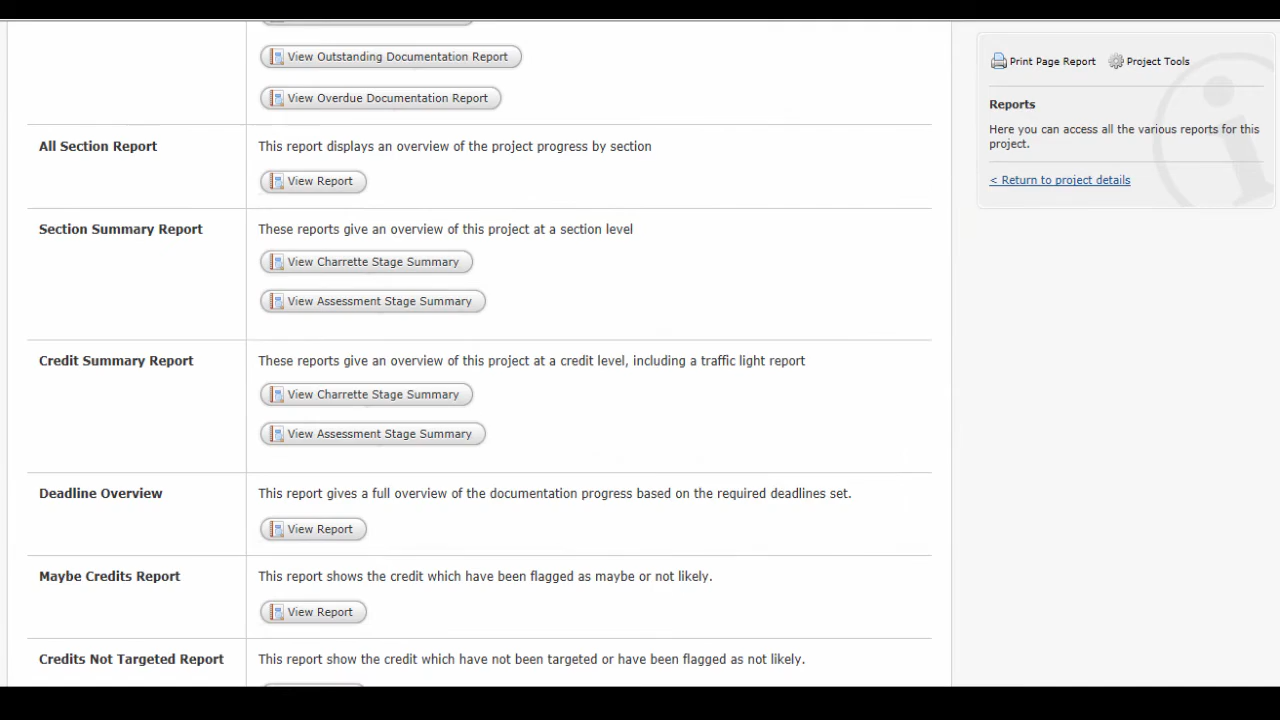 View Outstanding Documentation Report
View Overdue Documentation Report
All Section Report
This report displays an overview of the project progress by section
View Report
Section Summary Report
These reports give an overview of this project at a section level
View Charrette Stage Summary
View Assessment Stage Summary
Credit Summary Report
These reports give an overview of this project at a credit level, including a traffic light report
View Charrette Stage Summary
View Assessment Stage Summary
Deadline Overview
This report gives a full overview of the documentation progress based on the required deadlines set.
View Report
Maybe Credits Report
This report shows the credit which have been flagged as maybe or not likely.
View Report
Credits Not Targeted Report
This report show the credit which have not been targeted or have been flagged as not likely.
Print Page Report
Project Tools
Reports
Here you can access all the various reports for this
project.
< Return to project details